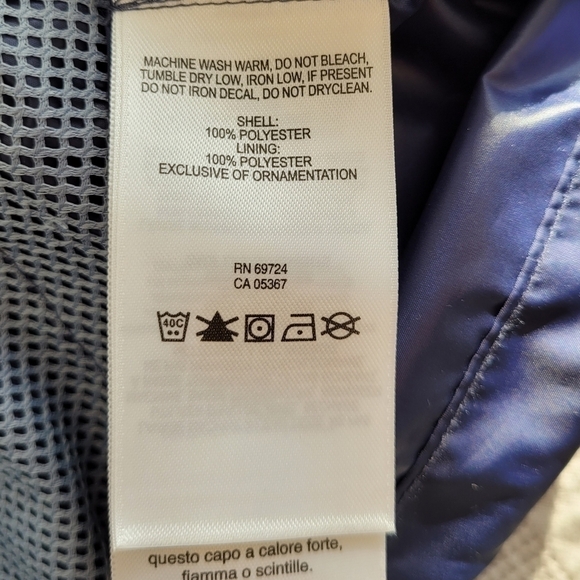 MACHINE WASH WARM, DO NOT BLEACH,
TUMBLE DRY LOW, IRON LOW, IF PRESENT
DO NOT IRON DECAL, DO NOT DRYCLEAN.
SHELL:
100% POLYESTER
LINING:
100% POLYESTER
EXCLUSIVE OF ORNAMENTATION
RN 69724
CA 05367
40C
questo capo a calore forte,
fiamma o scintille.